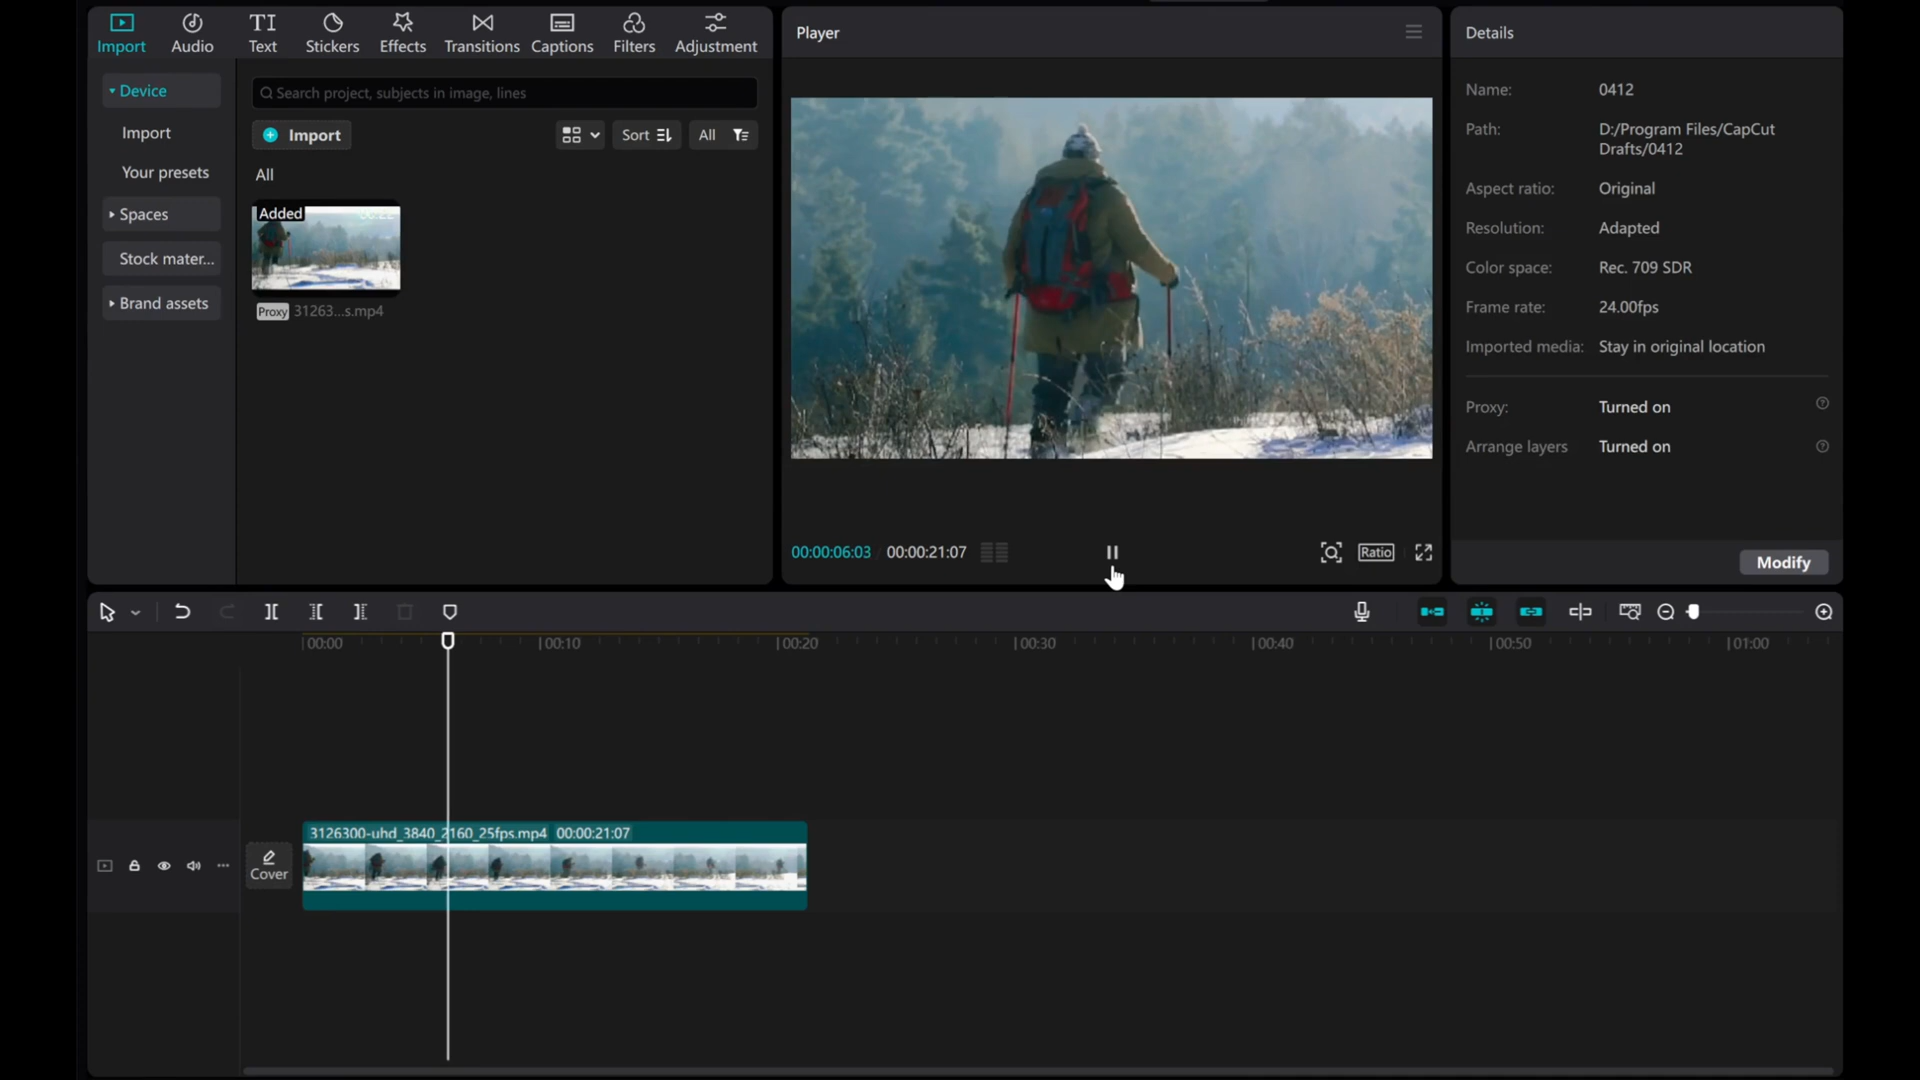 Import
Audio
Text
Stickers
Effects
Transitions
Captions
Filters
Adjustment
Device
Import
Your presets
Spaces
Stock mater...
Brand assets
Search project, subjects in image, lines
Import
Sort
All
All
Added
Proxy 31263...s.mp4
Player
00:00:06:03 / 00:00:21:07
Ratio
Details
Name: 0412
Path: D:/Program Files/CapCut
Drafts/0412
Aspect ratio: Original
Resolution: Adapted
Color space: Rec. 709 SDR
Frame rate: 24.00fps
Imported media: Stay in original location
Proxy: Turned on
Arrange layers Turned on
Modify
00:00
00:10
00:20
00:30
00:40
00:50
01:00
3126300-uhd_3840_2160_25fps.mp4 00:00:21:07
Cover